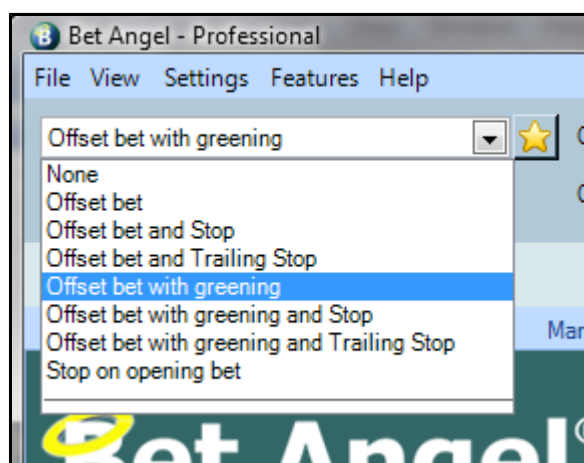 Bet Angel - Professional
File View Settings Features Help
Offset bet with greening
None
Offset bet
Offset bet and Stop
Offset bet and Trailing Stop
Offset bet with greening
Offset bet with greening and Stop
Offset bet with greening and Trailing Stop
Stop on opening bet
Bet Angel®